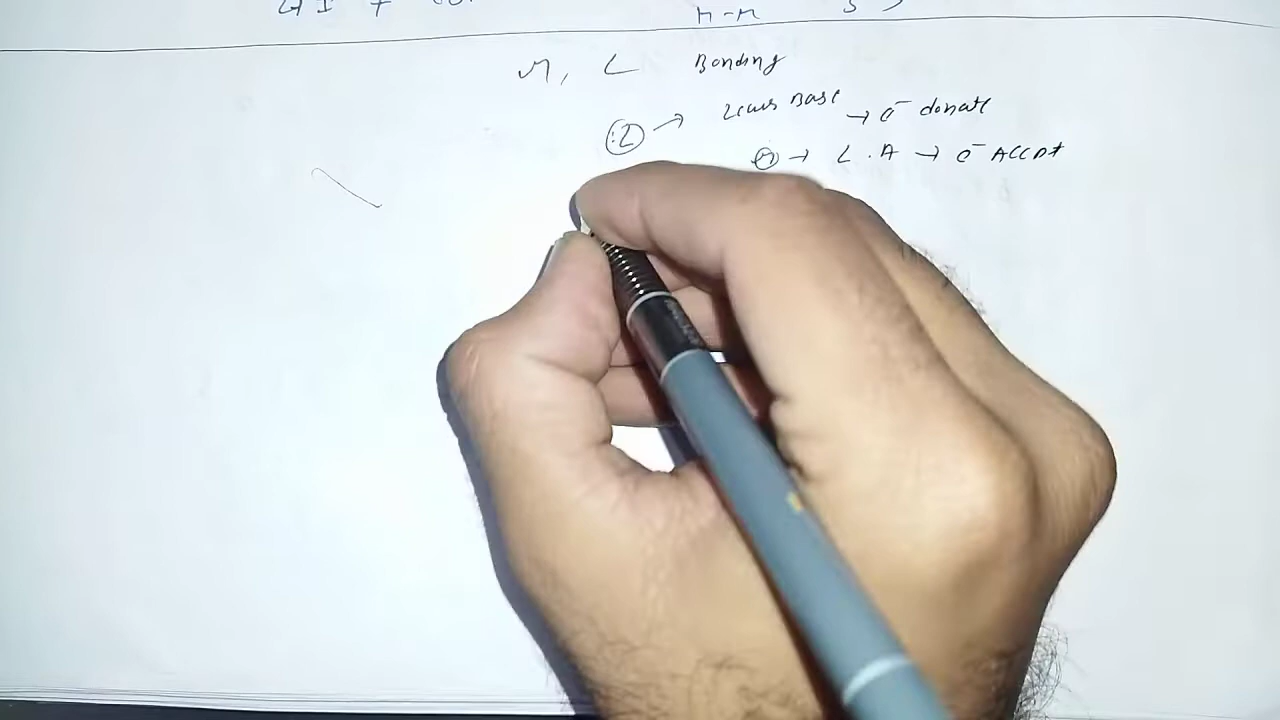 M-M
M, L Bonding
:L → Lewis Base → e⁻ donate
M → L.A → e⁻ Accept